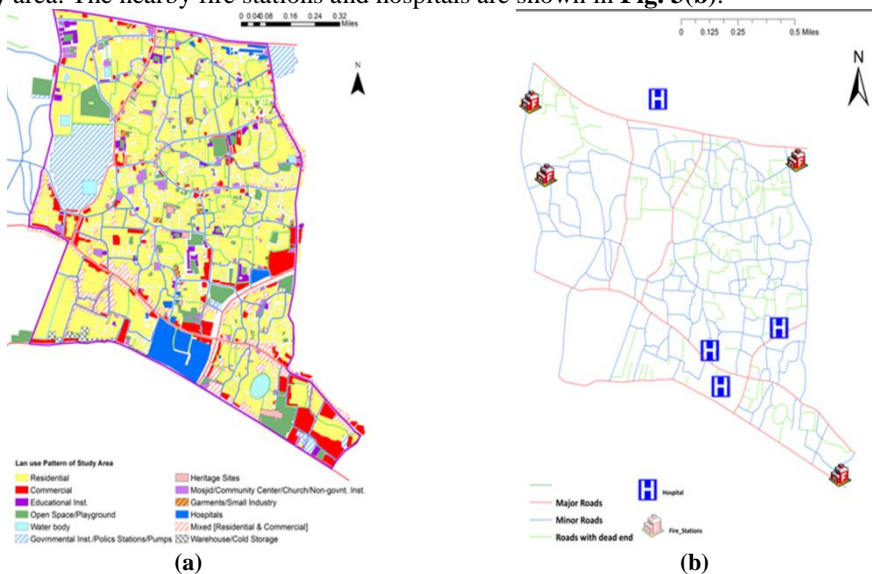 y area. The nearby fire stations and hospitals are shown in Fig. 3(b).
0 0.04 0.08 0.16 0.24 0.32
Miles
N
Lan use Pattern of Study Area
Residential
Commercial
Educational Inst.
Open Space/Playground
Water body
Govrnmental Inst./Polics Stations/Pumps
Heritage Sites
Mosjid/Community Center/Church/Non-govnt. Inst.
Garments/Small Industry
Hospitals
Mixed [Residential & Commercial]
Warehouse/Cold Storage
(a)
0 0.125 0.25 0.5 Miles
N
H
H
H
H
Major Roads
Minor Roads
Roads with dead end
H Hospital
Fire_Stations
(b)